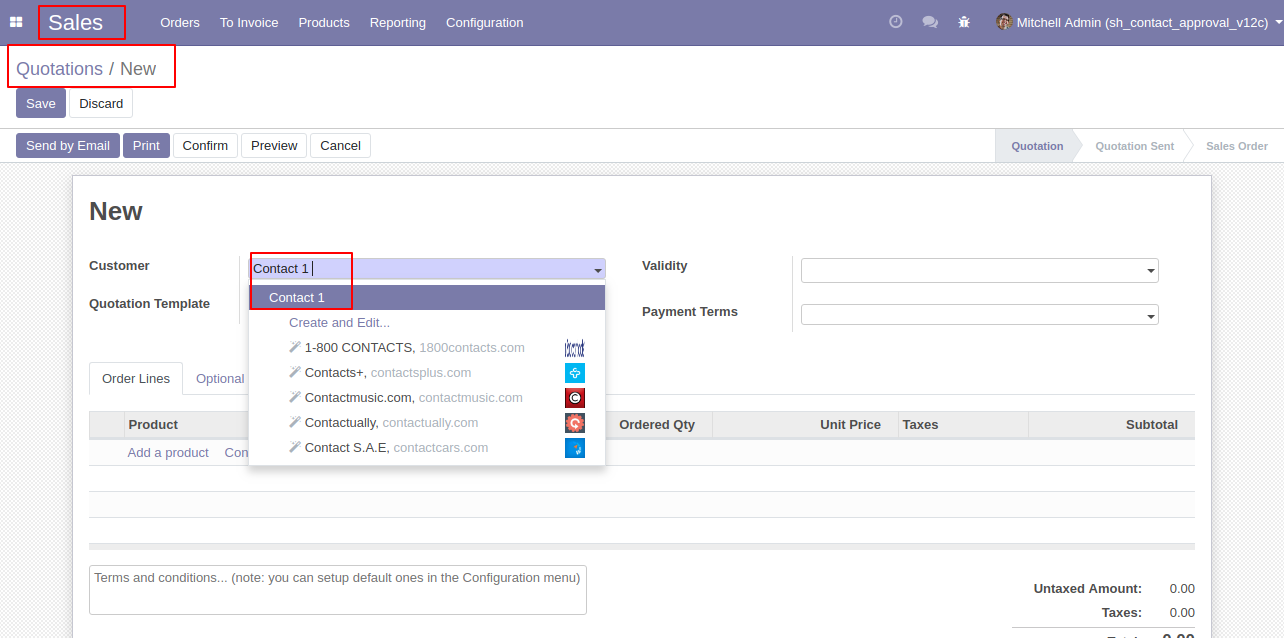 Sales Orders To Invoice Products Reporting Configuration Mitchell Admin (sh_contact_approval_v12c)
Quotations / New
Save Discard
Send by Email Print Confirm Preview Cancel Quotation Quotation Sent Sales Order
New
Customer Contact 1 Validity
Contact 1
Quotation Template
Payment Terms
Create and Edit...
1-800 CONTACTS, 1800contacts.com
Contacts+, contactsplus.com
Order Lines Optional
Contactmusic.com, contactmusic.com
Contactually, contactually.com
Product Ordered Qty Unit Price Taxes Subtotal
Contact S.A.E, contactcars.com
Add a product
Terms and conditions... (note: you can setup default ones in the Configuration menu)
Untaxed Amount: 0.00
Taxes: 0.00
0.00